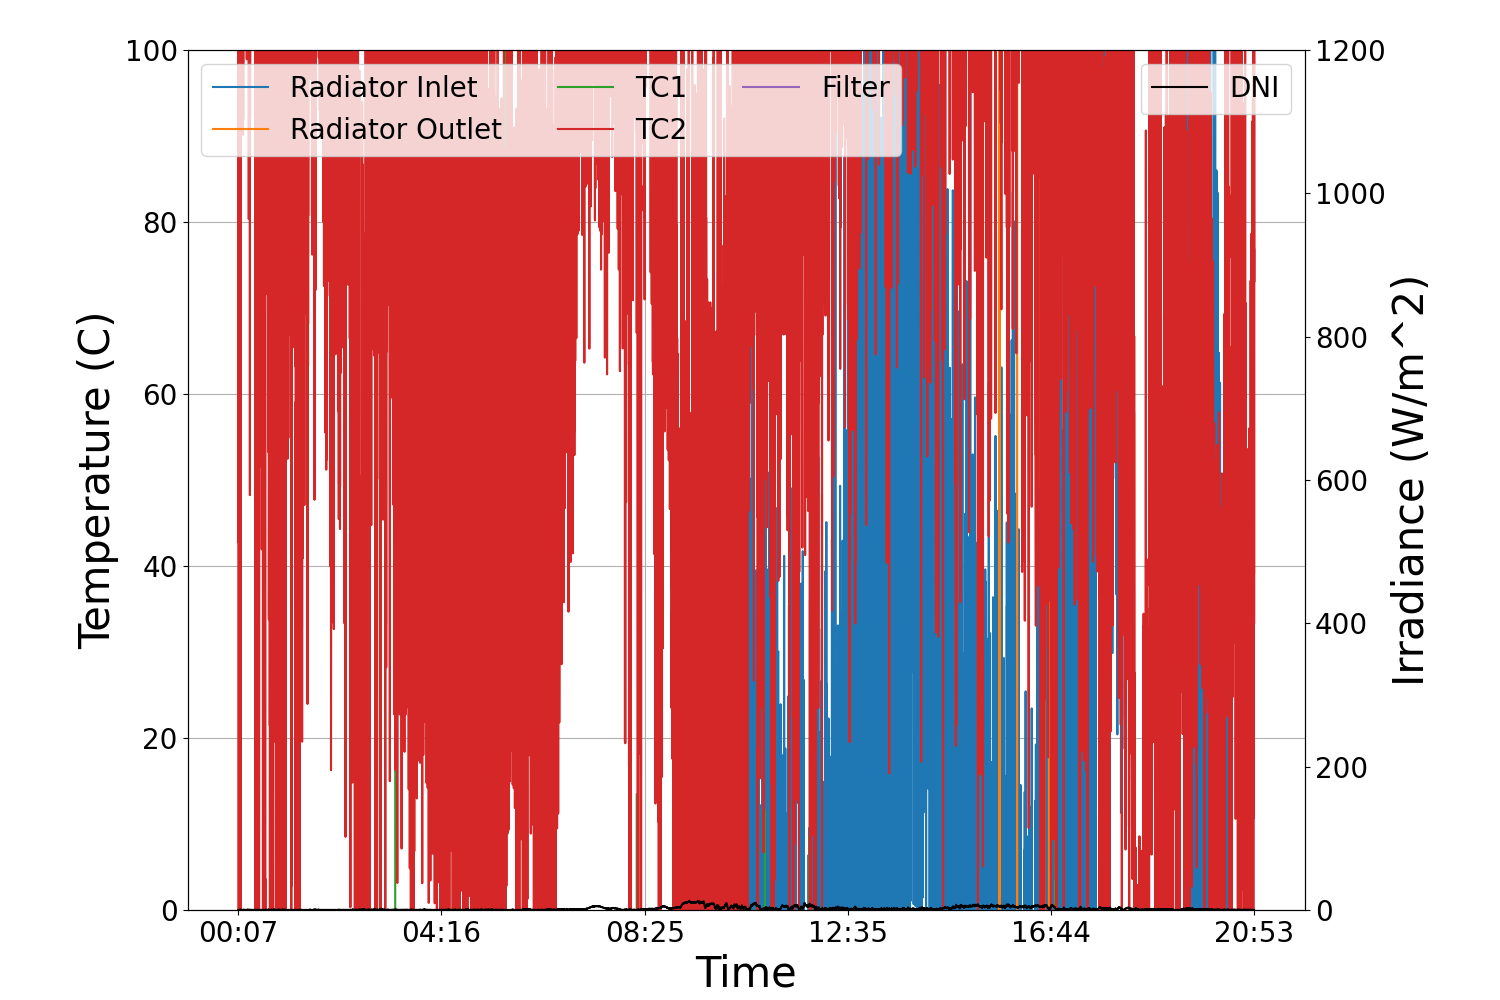 100
80
60
40
20
0
Temperature (C)
Radiator Inlet
Radiator Outlet
TC1
TC2
Filter
DNI
1200
1000
800
600
400
200
0
Irradiance (W/m^2)
00:07 04:16 08:25 12:35 16:44 20:53
Time